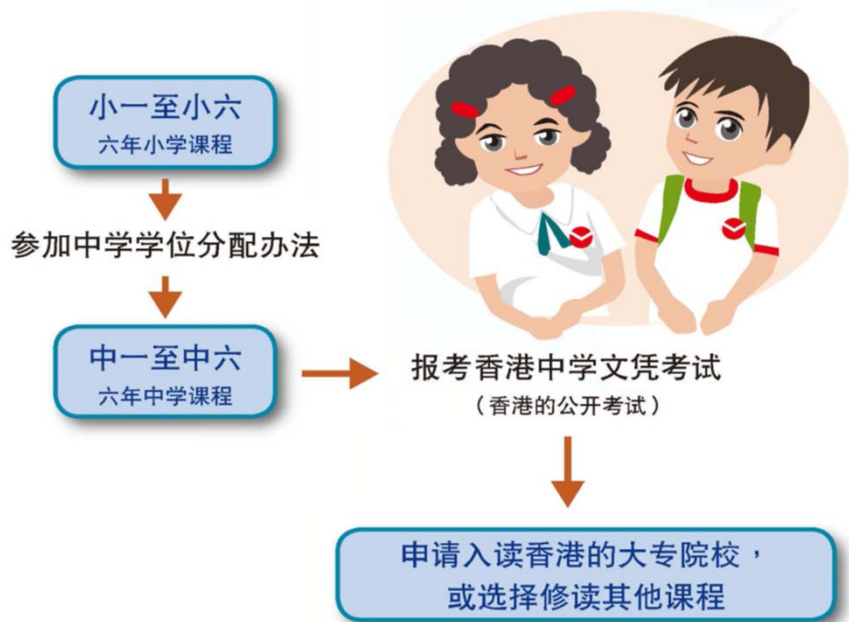 小一至小六
六年小学课程
参加中学学位分配办法
中一至中六
六年中学课程
报考香港中学文凭考试
（香港的公开考试）
申请入读香港的大专院校，
或选择修读其他课程